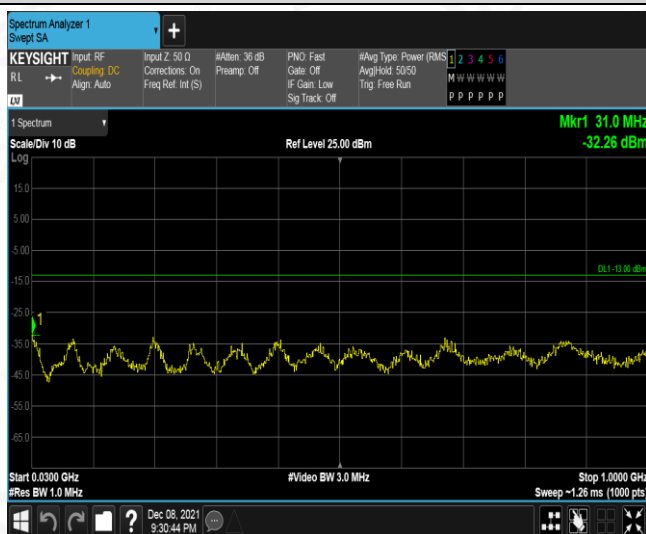 Spectrum Analyzer 1
Swept SA
+
KEYSIGHT
RL
Input: RF
Coupling: DC
Align: Auto
Input Z: 50 Ω
Corrections: On
Freq Ref: Int (S)
#Atten: 36 dB
Preamp: Off
PNO: Fast
Gate: Off
IF Gain: Low
Sig Track: Off
#Avg Type: Power (RMS
Avg|Hold: 50/50
Trig: Free Run
1 2 3 4 5 6
M W W W W W
P P P P P P
LXI
1 Spectrum
Mkr1 31.0 MHz
Scale/Div 10 dB
Ref Level 25.00 dBm
-32.26 dBm
Log
15.0
5.00
-5.00
DL1 -13.00 dBm
-15.0
-25.0
1
-35.0
-45.0
-55.0
-65.0
Start 0.0300 GHz
#Video BW 3.0 MHz
Stop 1.0000 GHz
#Res BW 1.0 MHz
Sweep ~1.26 ms (1000 pts)
?
Dec 08, 2021
9:30:44 PM